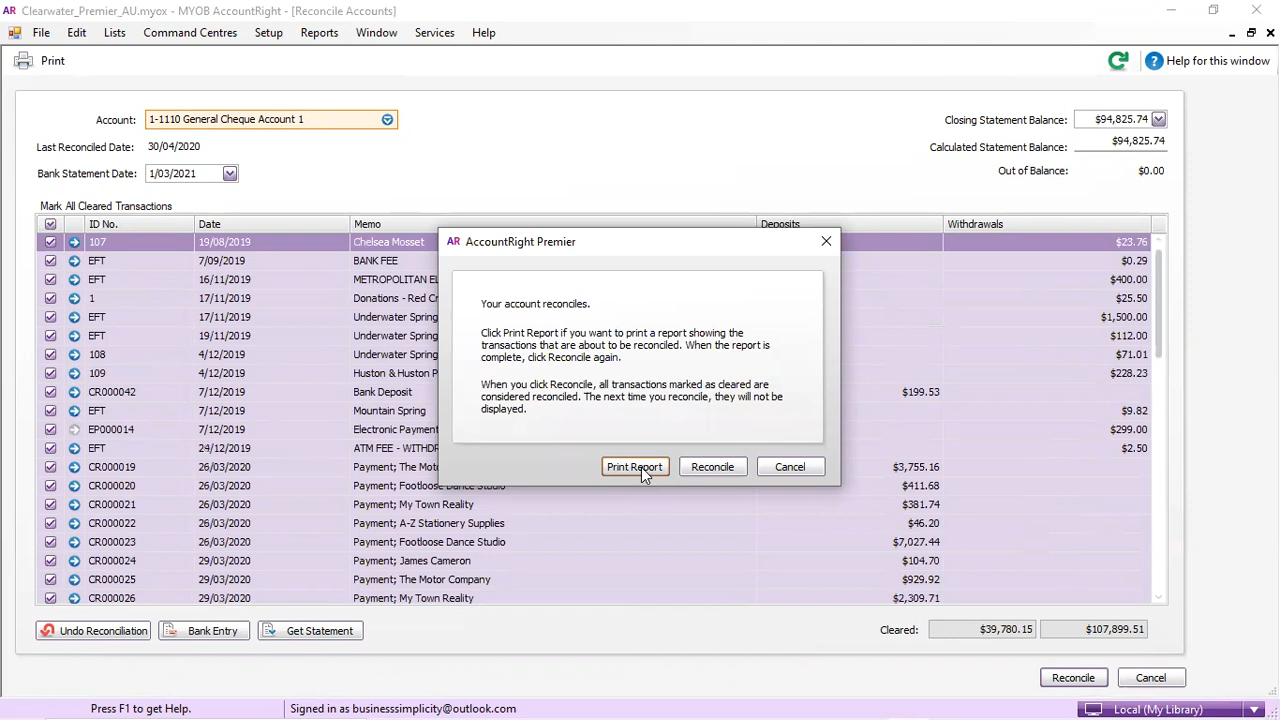 AR Clearwater_Premier_AU.myox - MYOB AccountRight - [Reconcile Accounts]
File Edit Lists Command Centres Setup Reports Window Services Help
Print
? Help for this window
Account: 1-1110 General Cheque Account 1
Closing Statement Balance: $94,825.74
Last Reconciled Date: 30/04/2020
Calculated Statement Balance: $94,825.74
Bank Statement Date: 1/03/2021
Out of Balance: $0.00
Mark All Cleared Transactions
ID No. Date Memo Deposits Withdrawals
107 19/08/2019 Chelsea Mosset $23.76
EFT 7/09/2019 BANK FEE $0.29
EFT 16/11/2019 METROPOLITAN EL $400.00
1 17/11/2019 Donations - Red Cr $25.50
EFT 17/11/2019 Underwater Spring $1,500.00
EFT 19/11/2019 Underwater Spring $112.00
108 4/12/2019 Underwater Spring $71.01
109 4/12/2019 Huston & Huston P $228.23
CR000042 7/12/2019 Bank Deposit $199.53
EFT 7/12/2019 Mountain Spring $9.82
EP000014 7/12/2019 Electronic Payment $299.00
EFT 24/12/2019 ATM FEE - WITHDR $2.50
CR000019 26/03/2020 Payment; The Moto $3,755.16
CR000020 26/03/2020 Payment; Footloose Dance Studio $411.68
CR000021 26/03/2020 Payment; My Town Reality $381.74
CR000022 26/03/2020 Payment; A-Z Stationery Supplies $46.20
CR000023 26/03/2020 Payment; Footloose Dance Studio $7,027.44
CR000024 29/03/2020 Payment; James Cameron $104.70
CR000025 29/03/2020 Payment; The Motor Company $929.92
CR000026 29/03/2020 Payment; My Town Reality $2,309.71
AR AccountRight Premier
Your account reconciles.
Click Print Report if you want to print a report showing the
transactions that are about to be reconciled. When the report is
complete, click Reconcile again.
When you click Reconcile, all transactions marked as cleared are
considered reconciled. The next time you reconcile, they will not be
displayed.
Print Report Reconcile Cancel
Undo Reconciliation Bank Entry Get Statement
Cleared: $39,780.15 $107,899.51
Reconcile Cancel
Press F1 to get Help. Signed in as businessimplicity@outlook.com Local (My Library)